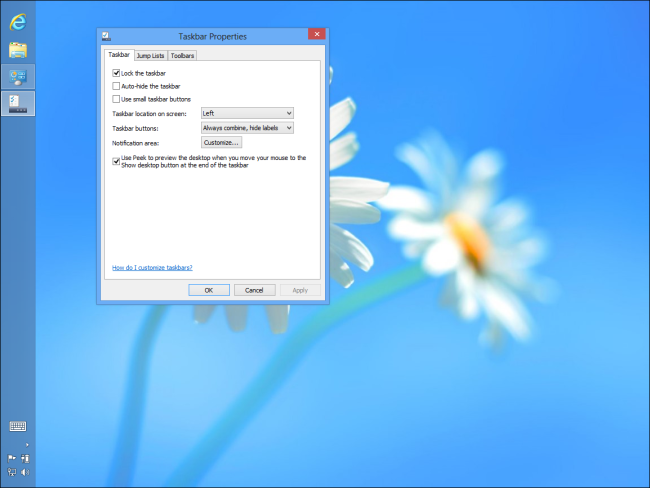 Taskbar Properties
Taskbar
Jump Lists
Toolbars
Lock the taskbar
Auto-hide the taskbar
Use small taskbar buttons
Taskbar location on screen: Left
Taskbar buttons: Always combine, hide labels
Notification area: Customize...
Use Peek to preview the desktop when you move your mouse to the
Show desktop button at the end of the taskbar
How do I customize taskbars?
OK
Cancel
Apply